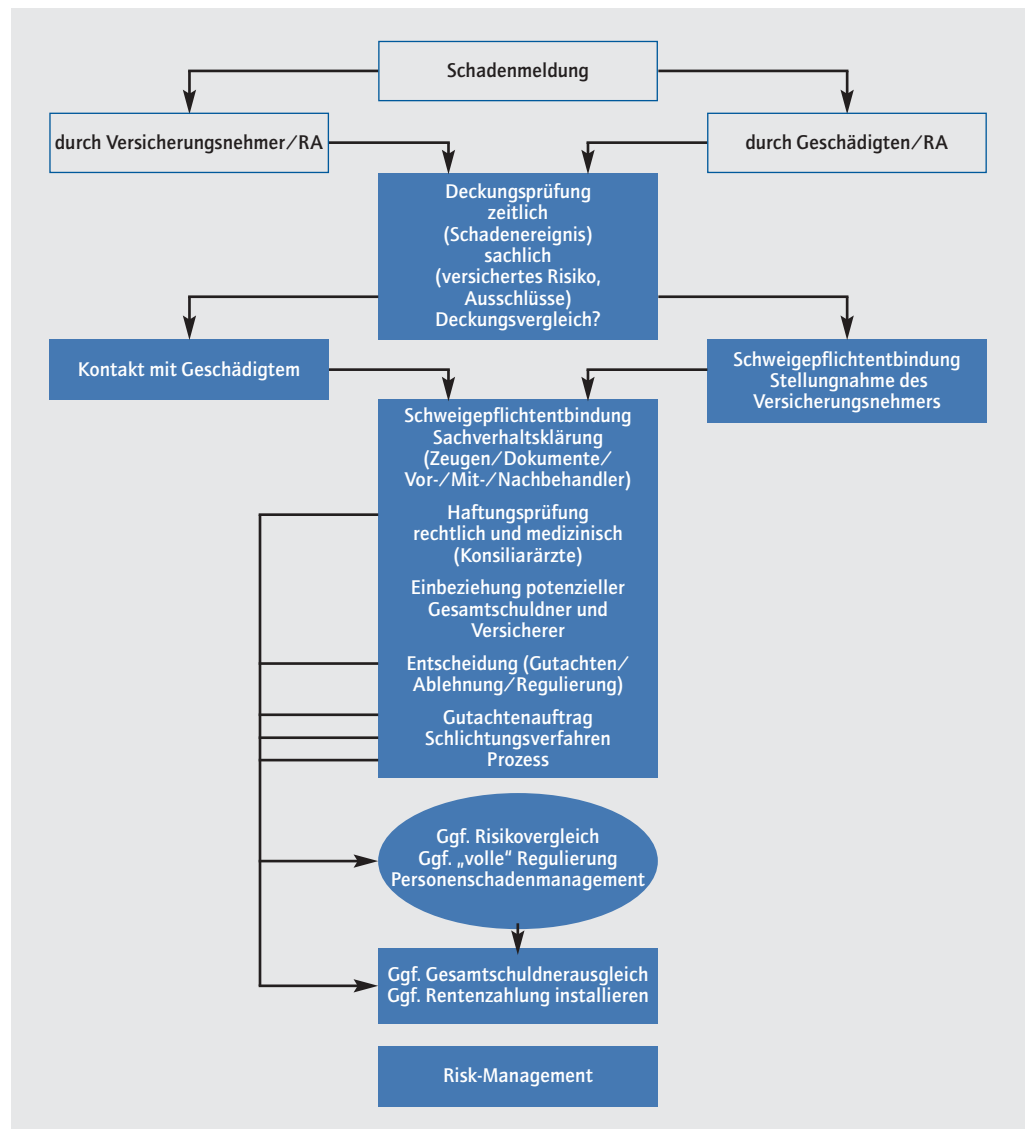 Schadenmeldung
durch Versicherungsnehmer/RA
durch Geschädigten/RA
Deckungsprüfung
zeitlich
(Schadenereignis)
sachlich
(versichertes Risiko,
Ausschlüsse)
Deckungsvergleich?
Kontakt mit Geschädigtem
Schweigepflichtentbindung
Stellungnahme des
Versicherungsnehmers
Schweigepflichtentbindung
Sachverhaltsklärung
(Zeugen/Dokumente/
Vor-/Mit-/Nachbehandler)
Haftungsprüfung
rechtlich und medizinisch
(Konsiliarärzte)
Einbeziehung potenzieller
Gesamtschuldner und
Versicherer
Entscheidung (Gutachten/
Ablehnung/Regulierung)
Gutachtenauftrag
Schlichtungsverfahren
Prozess
Ggf. Risikovergleich
Ggf. „volle“ Regulierung
Personenschadenmanagement
Ggf. Gesamtschuldnerausgleich
Ggf. Rentenzahlung installieren
Risk-Management